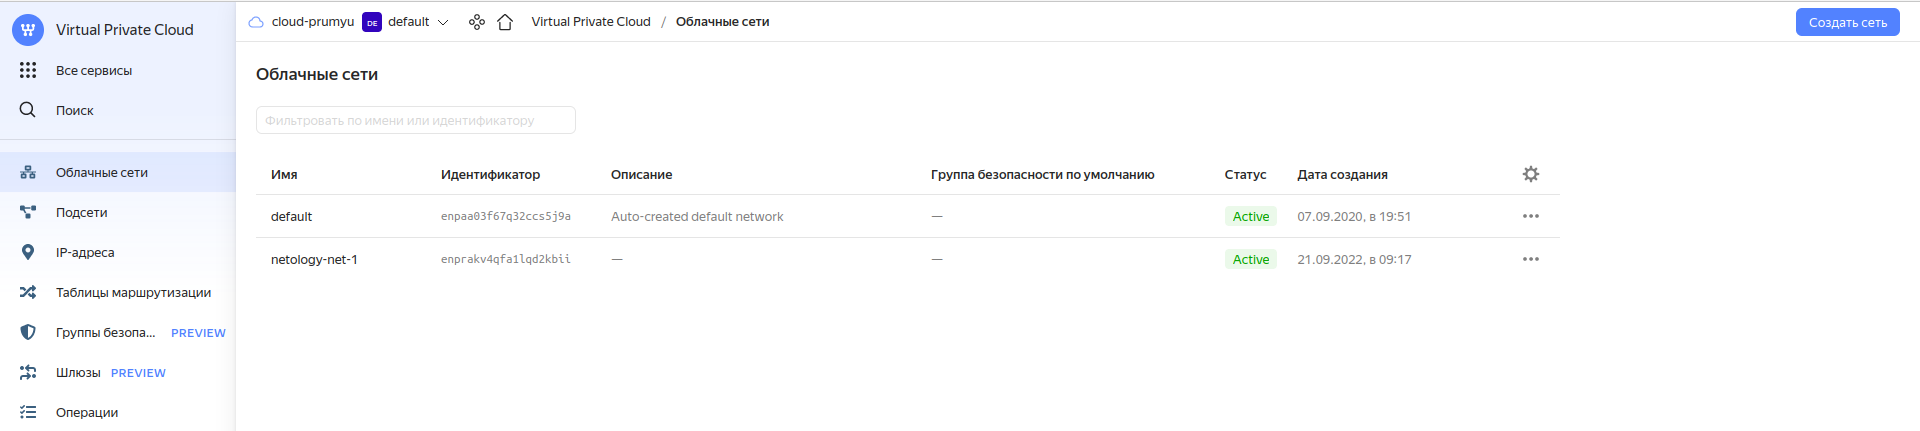 Virtual Private Cloud
Все сервисы
Поиск
Облачные сети
Подсети
IP-адреса
Таблицы маршрутизации
Группы безопа... PREVIEW
Шлюзы PREVIEW
Операции
cloud-prumyu DE default Virtual Private Cloud / Облачные сети Создать сеть
Облачные сети
Фильтровать по имени или идентификатору
Имя Идентификатор Описание Группа безопасности по умолчанию Статус Дата создания
default enpaa03f67q32ccs5j9a Auto-created default network — Active 07.09.2020, в 19:51
netology-net-1 enprakv4qfa1lqd2kbii — — Active 21.09.2022, в 09:17